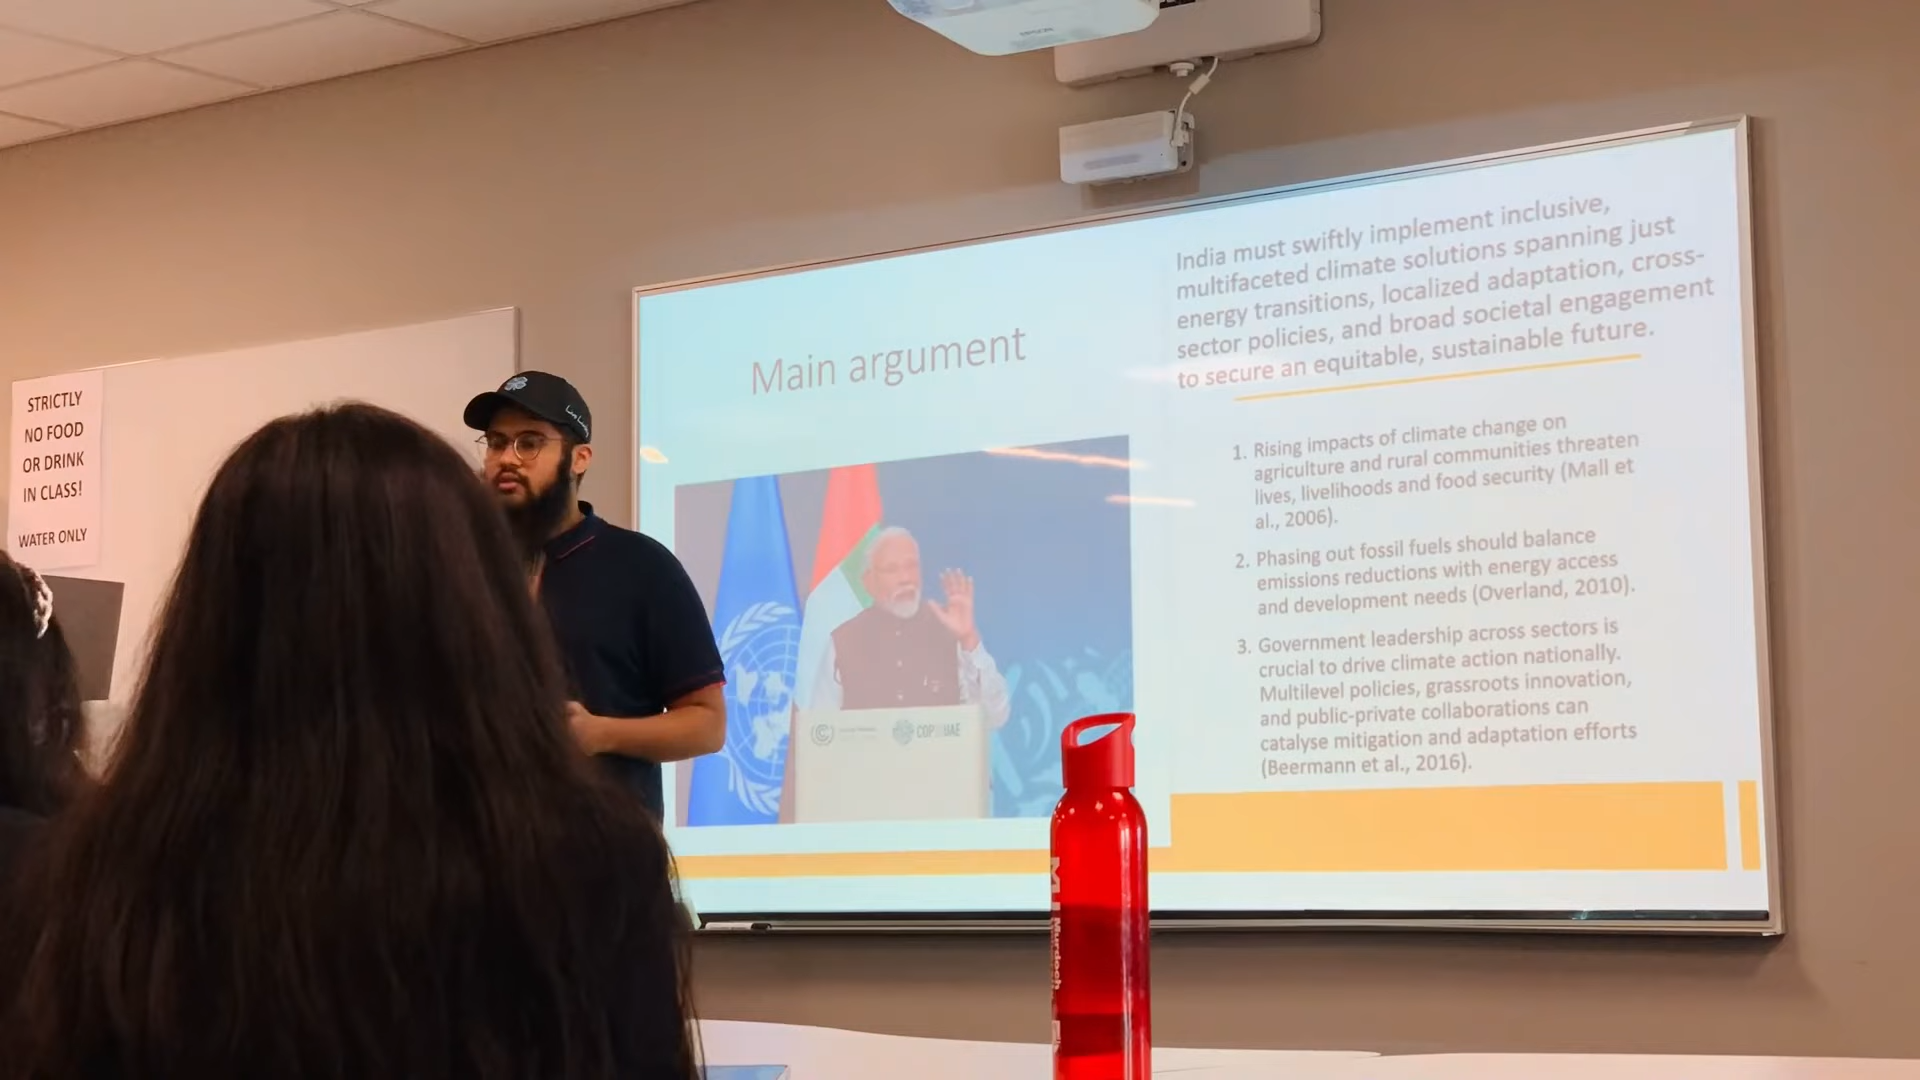 EPSON
STRICTLY
NO FOOD
OR DRINK
IN CLASS!
WATER ONLY
Main argument
India must swiftly implement inclusive,
multifaceted climate solutions spanning just
energy transitions, localized adaptation, cross-
sector policies, and broad societal engagement
to secure an equitable, sustainable future.
1. Rising impacts of climate change on
agriculture and rural communities threaten
lives, livelihoods and food security (Mall et
al., 2006).
2. Phasing out fossil fuels should balance
emissions reductions with energy access
and development needs (Overland, 2010).
3. Government leadership across sectors is
crucial to drive climate action nationally.
Multilevel policies, grassroots innovation,
and public-private collaborations can
catalyse mitigation and adaptation efforts
(Beermann et al., 2016).
COP28UAE
Murdoch